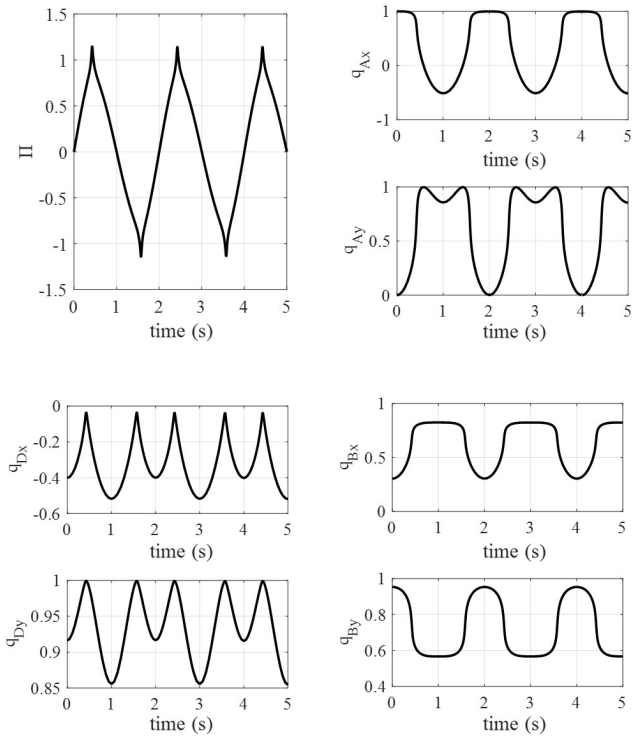 1.5
1
0.5
0
-0.5
-1
-1.5
Π
0 1 2 3 4 5
time (s)
1
0
-1
q_Ax
0 1 2 3 4 5
time (s)
1
0.5
0
q_Ay
0 1 2 3 4 5
time (s)
0
-0.2
-0.4
-0.6
q_Dx
0 1 2 3 4 5
time (s)
1
0.5
0
q_Bx
0 1 2 3 4 5
time (s)
1
0.95
0.9
0.85
q_Dy
0 1 2 3 4 5
time (s)
1
0.8
0.6
0.4
q_By
0 1 2 3 4 5
time (s)